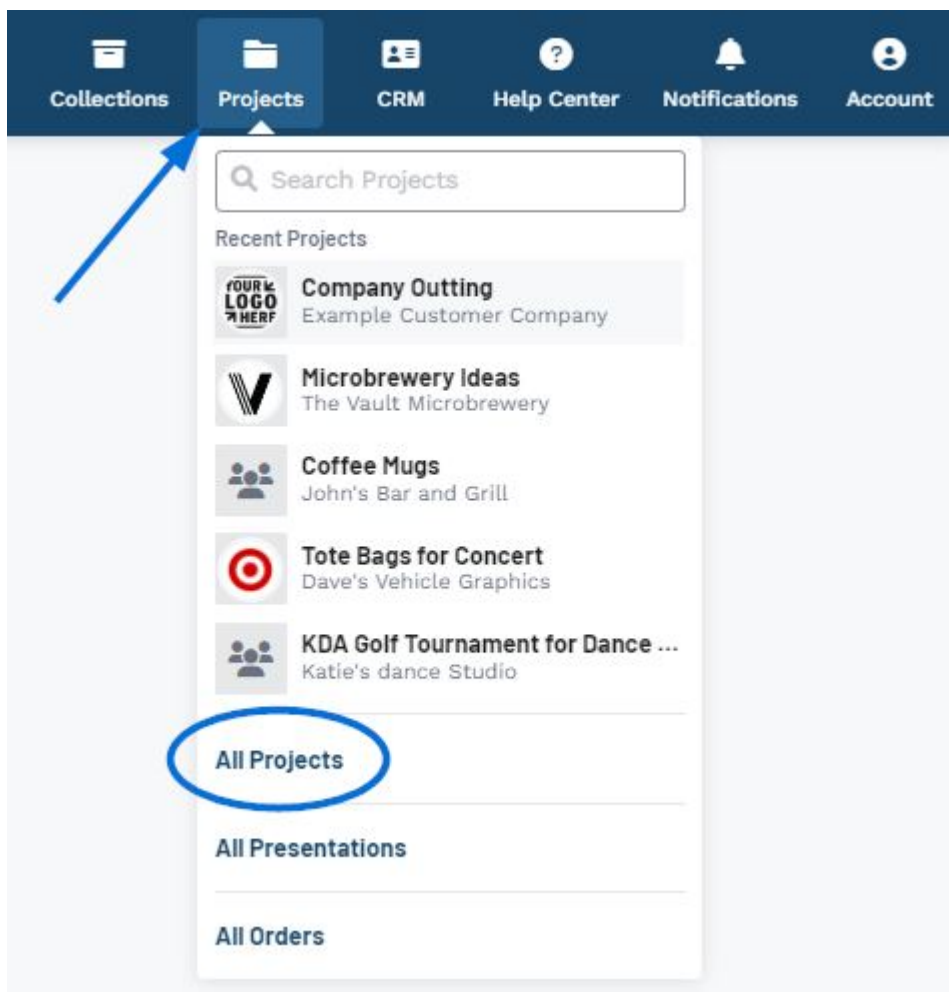 Collections Projects CRM Help Center Notifications Account
Search Projects
Recent Projects
YOUR
LOGO
HERE
Company Outting
Example Customer Company
V
Microbrewery Ideas
The Vault Microbrewery
Coffee Mugs
John's Bar and Grill
Tote Bags for Concert
Dave's Vehicle Graphics
KDA Golf Tournament for Dance ...
Katie's dance Studio
All Projects
All Presentations
All Orders